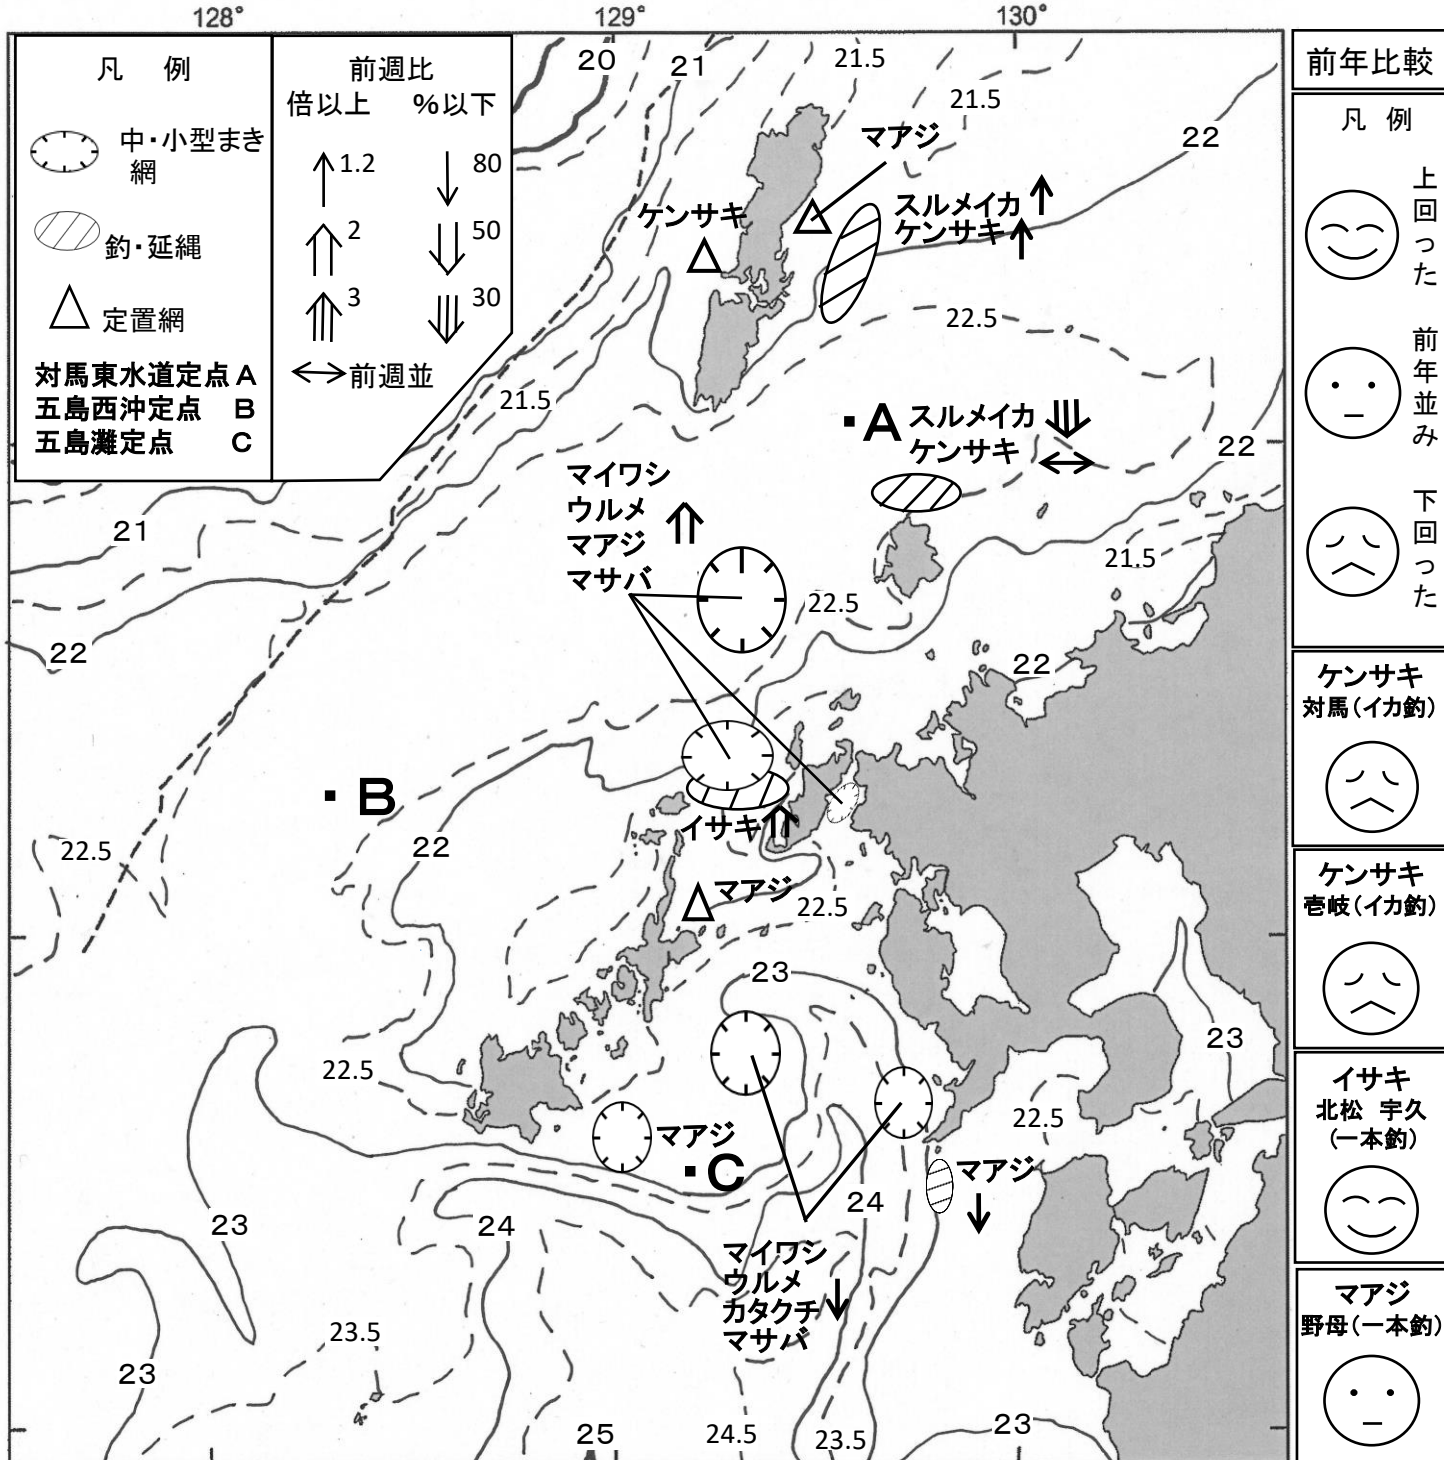 128°
129°
130°
凡 例
中・小型まき
網
釣・延縄
定置網
対馬東水道定点 A
五島西沖定点 B
五島灘定点 C
前週比
倍以上 %以下
1.2 80
2 50
3 30
前週並
20
21
21.5
21.5
22
マアジ
スルメイカ
ケンサキ
ケンサキ
22.5
21.5
A
スルメイカ
ケンサキ
22
マイワシ
ウルメ
マアジ
マサバ
21
21.5
22.5
22
22
B
イサキ
22
22.5
マアジ
22.5
23
23
22.5
22.5
マアジ
C
マアジ
23
24
24
マイワシ
ウルメ
カタクチ
マサバ
23.5
23
25
24.5
23.5
23
前年比較
凡 例
上回った
前年並み
下回った
ケンサキ
対馬(イカ釣)
ケンサキ
壱岐(イカ釣)
イサキ
北松 宇久
(一本釣)
マアジ
野母(一本釣)